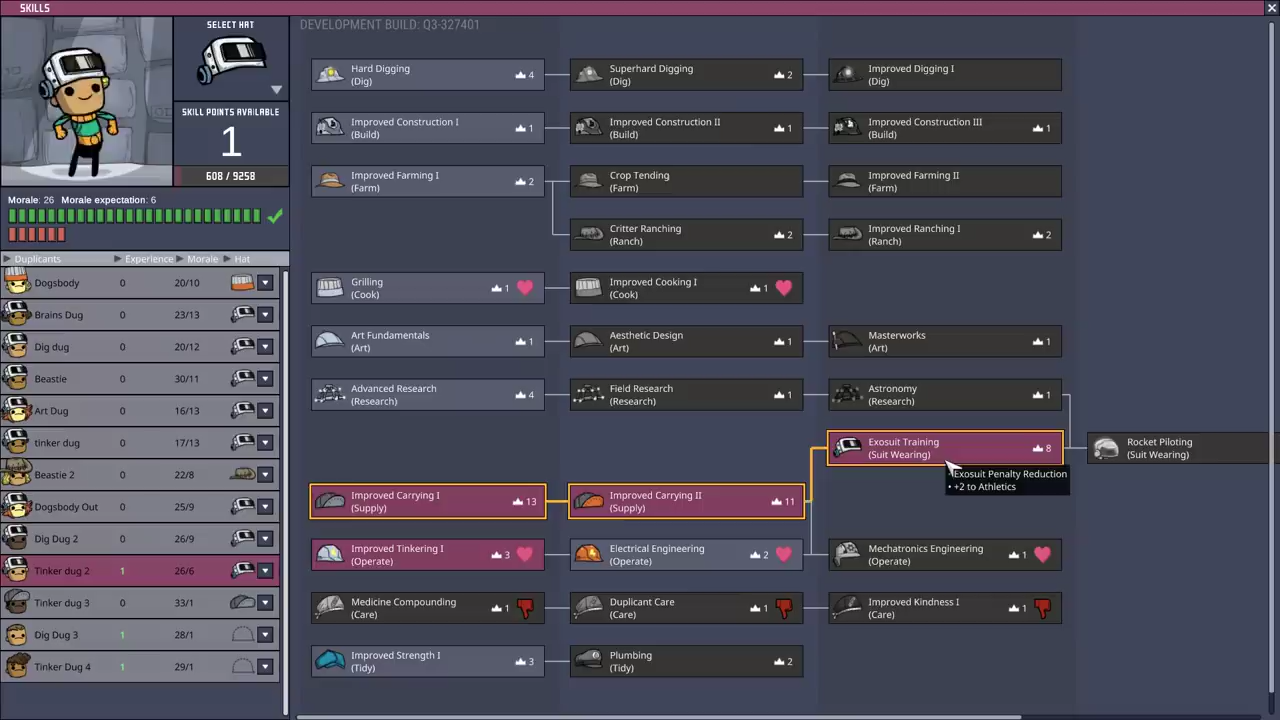 SKILLS
DEVELOPMENT BUILD: Q3-327401
SELECT HAT
SKILL POINTS AVAILABLE
1
608 / 9258
Morale: 26 Morale expectation: 6
Duplicants Experience Morale Hat
Dogsbody 0 20/10
Brains Dug 0 23/13
Dig dug 0 20/12
Beastie 0 30/11
Art Dug 0 16/13
tinker dug 0 17/13
Beastie 2 0 22/8
Dogsbody Out 0 25/9
Dig Dug 2 0 26/9
Tinker dug 2 1 26/6
Tinker dug 3 0 33/1
Dig Dug 3 1 28/1
Tinker Dug 4 1 29/1
Hard Digging
(Dig)
4
Superhard Digging
(Dig)
2
Improved Digging I
(Dig)
Improved Construction I
(Build)
1
Improved Construction II
(Build)
1
Improved Construction III
(Build)
1
Improved Farming I
(Farm)
2
Crop Tending
(Farm)
Improved Farming II
(Farm)
Critter Ranching
(Ranch)
2
Improved Ranching I
(Ranch)
2
Grilling
(Cook)
1
Improved Cooking I
(Cook)
1
Art Fundamentals
(Art)
1
Aesthetic Design
(Art)
1
Masterworks
(Art)
1
Advanced Research
(Research)
4
Field Research
(Research)
1
Astronomy
(Research)
1
Exosuit Training
(Suit Wearing)
8
Rocket Piloting
(Suit Wearing)
Exosuit Penalty Reduction
• +2 to Athletics
Improved Carrying I
(Supply)
13
Improved Carrying II
(Supply)
11
Improved Tinkering I
(Operate)
3
Electrical Engineering
(Operate)
2
Mechatronics Engineering
(Operate)
1
Medicine Compounding
(Care)
1
Duplicant Care
(Care)
1
Improved Kindness I
(Care)
1
Improved Strength I
(Tidy)
3
Plumbing
(Tidy)
2